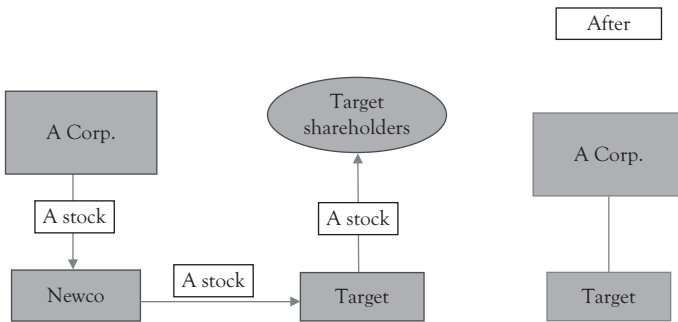 After
A Corp.
Target
shareholders
A Corp.
A stock
A stock
A stock
Newco
Target
Target